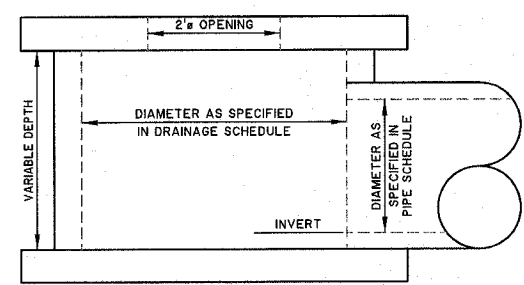 2'ø OPENING
VARIABLE DEPTH
DIAMETER AS SPECIFIED
IN DRAINAGE SCHEDULE
DIAMETER AS
SPECIFIED IN
PIPE SCHEDULE
INVERT